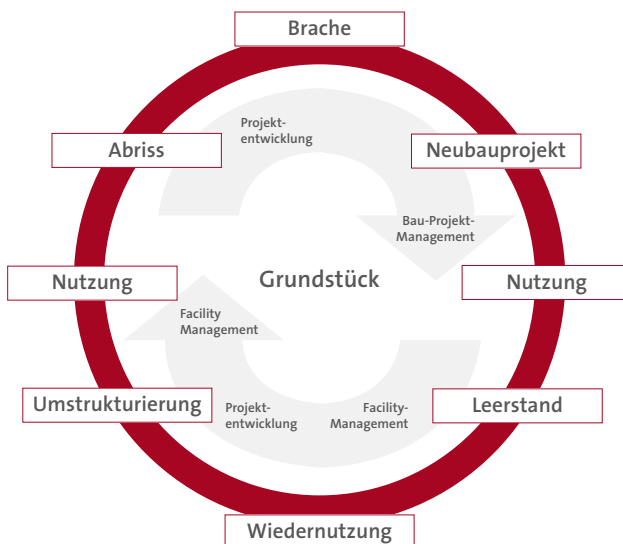 Brache
Projekt-
entwicklung
Abriss
Neubauprojekt
Bau-Projekt-
Management
Nutzung
Grundstück
Nutzung
Facility
Management
Umstrukturierung
Projekt-
entwicklung
Facility-
Management
Leerstand
Wiedernutzung